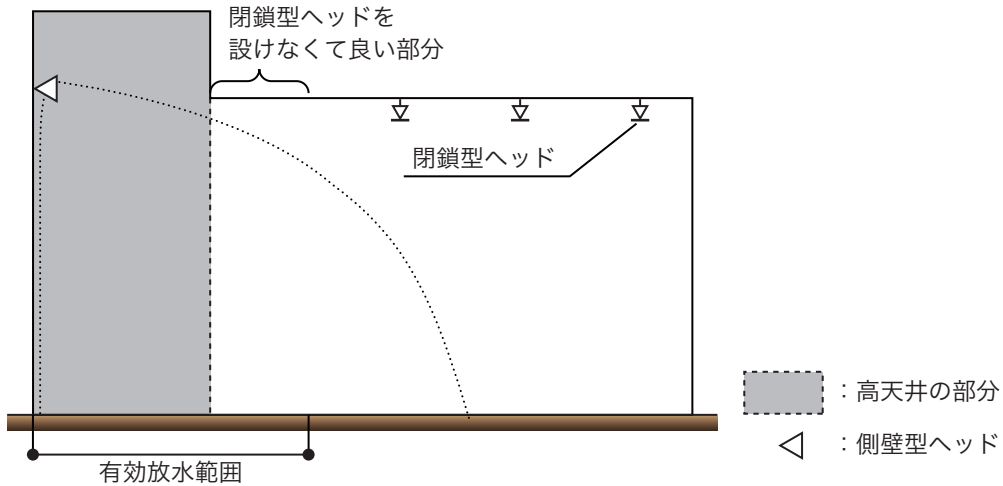 閉鎖型ヘッドを
設けなくて良い部分
閉鎖型ヘッド
有効放水範囲
：高天井の部分
：側壁型ヘッド